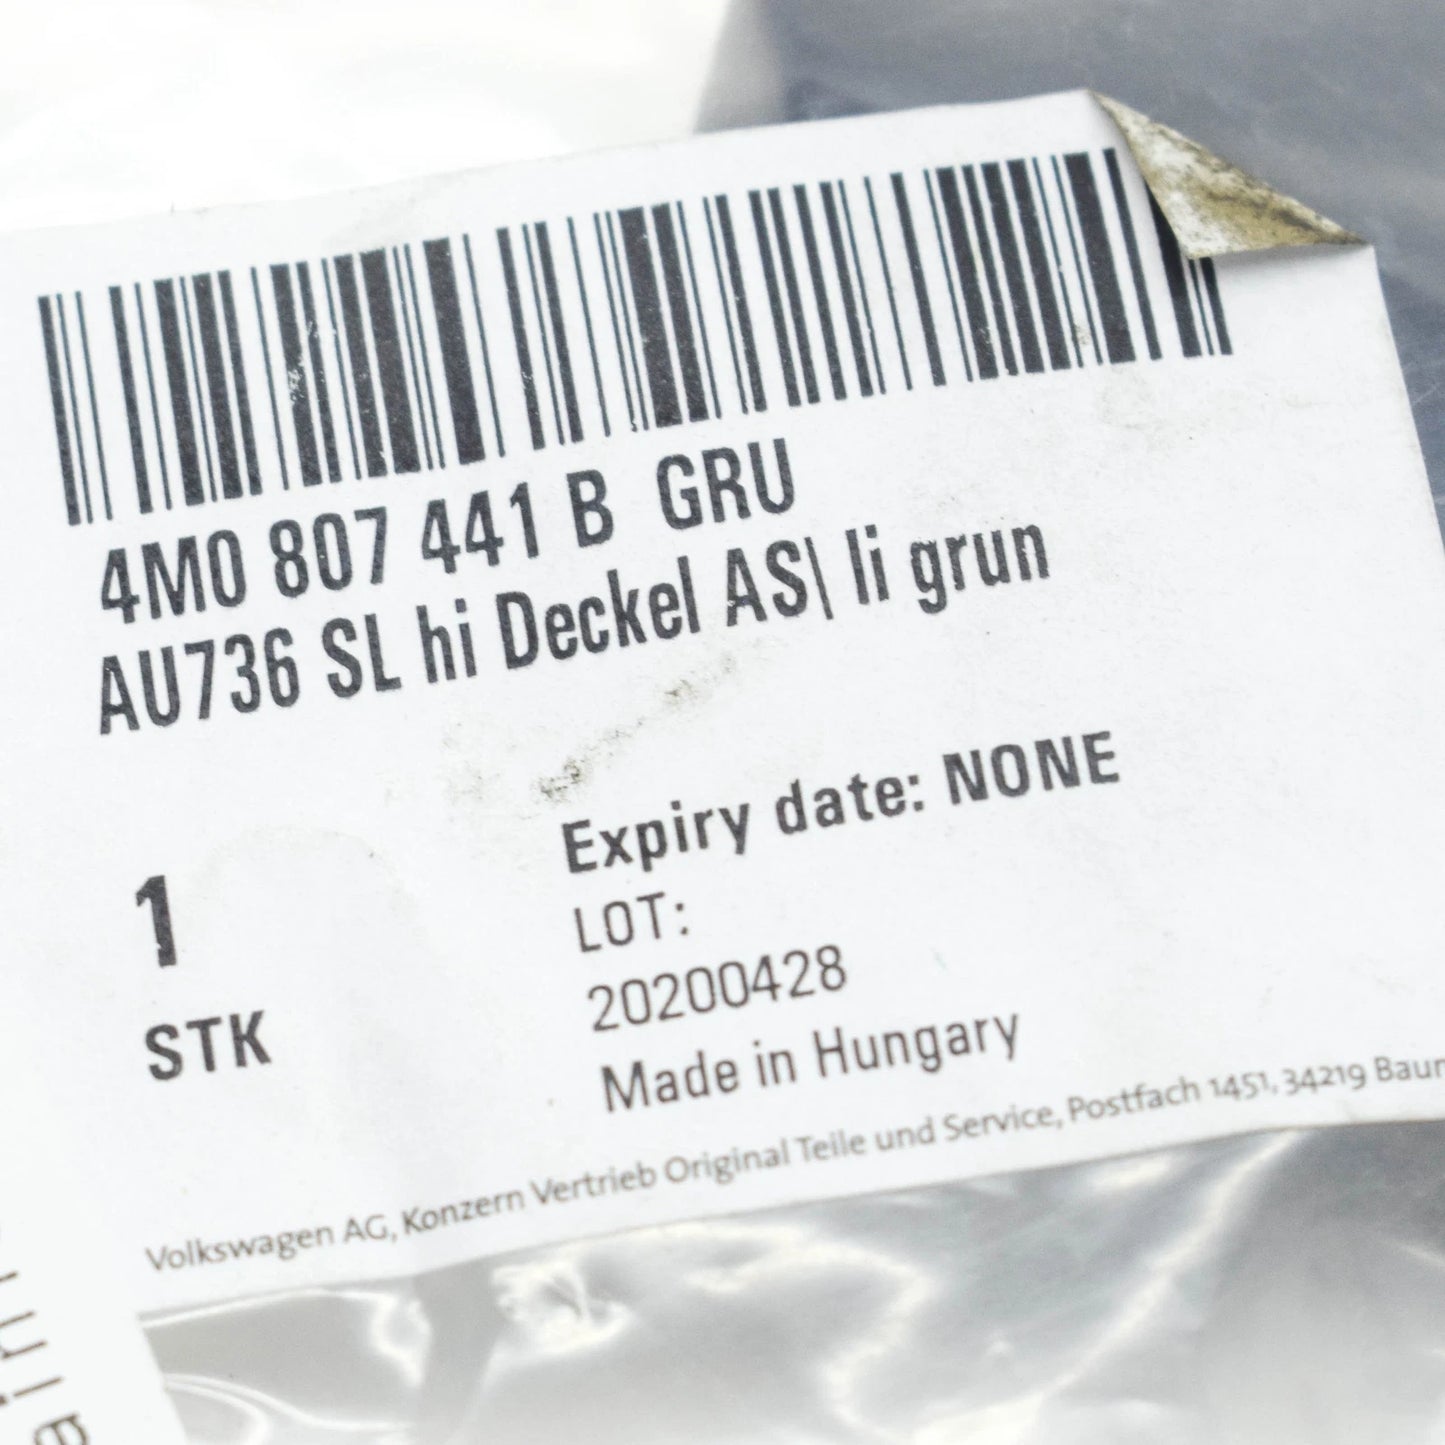 4M0 807 441 B GRU
AU736 SL hi Deckel AS\ li grun
Expiry date: NONE
1
LOT:
20200428
STK
Made in Hungary
Volkswagen AG, Konzern Vertrieb Original Teile und Service, Postfach 1451, 34219